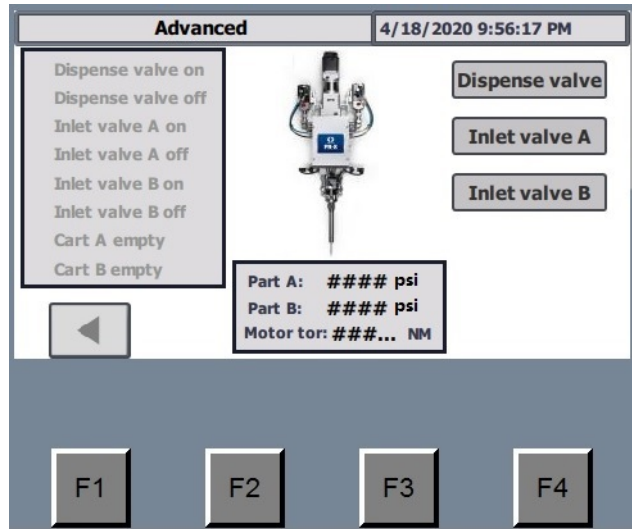 Advanced
4/18/2020 9:56:17 PM
Dispense valve on
Dispense valve off
Inlet valve A on
Inlet valve A off
Inlet valve B on
Inlet valve B off
Cart A empty
Cart B empty
PR-X
Dispense valve
Inlet valve A
Inlet valve B
Part A: #### psi
Part B: #### psi
Motor tor: ###... NM
F1 F2 F3 F4